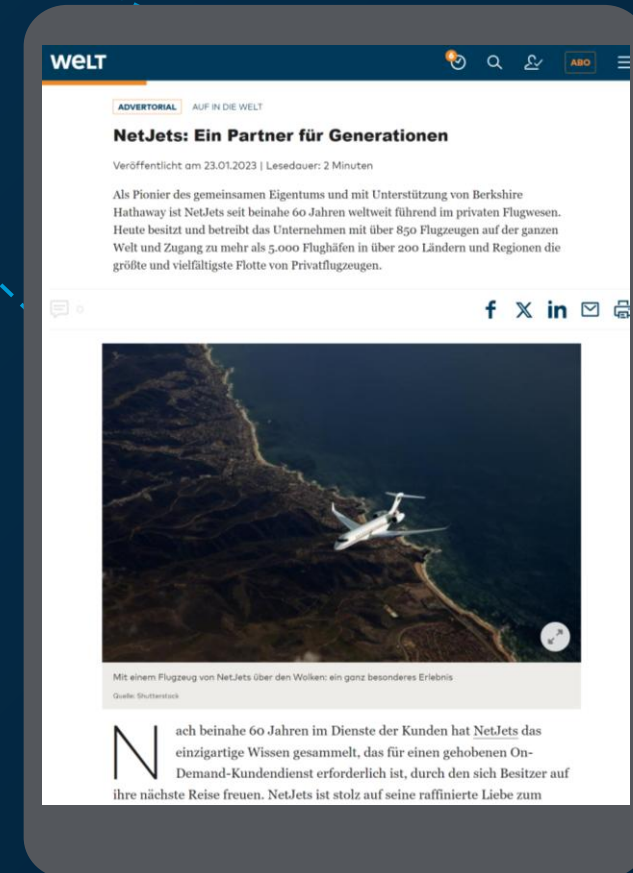 welt
6
ABO
ADVERTORIAL AUF IN DIE WELT
NetJets: Ein Partner für Generationen
Veröffentlicht am 23.01.2023 | Lesedauer: 2 Minuten
Als Pionier des gemeinsamen Eigentums und mit Unterstützung von Berkshire
Hathaway ist NetJets seit beinahe 60 Jahren weltweit führend im privaten Flugwesen.
Heute besitzt und betreibt das Unternehmen mit über 850 Flugzeugen auf der ganzen
Welt und Zugang zu mehr als 5.000 Flughäfen in über 200 Ländern und Regionen die
größte und vielfältigste Flotte von Privatflugzeugen.
0
f X in
Mit einem Flugzeug von NetJets über den Wolken: ein ganz besonderes Erlebnis
Quelle: Shutterstock
Nach beinahe 60 Jahren im Dienste der Kunden hat NetJets das
einzigartige Wissen gesammelt, das für einen gehobenen On-
Demand-Kundendienst erforderlich ist, durch den sich Besitzer auf
ihre nächste Reise freuen. NetJets ist stolz auf seine raffinierte Liebe zum